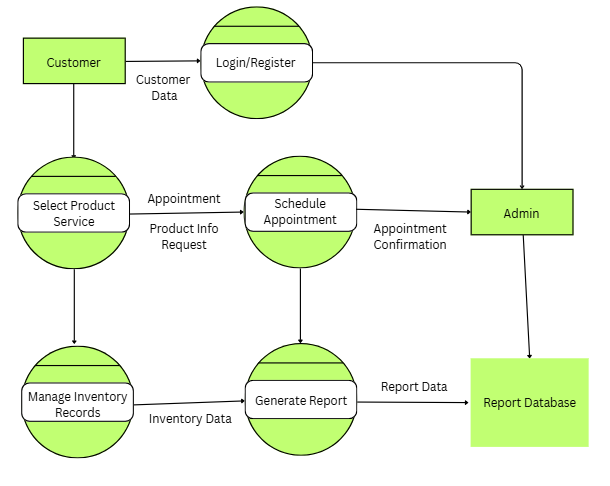 Customer
Customer
Data
Login/Register
Select Product
Service
Appointment
Product Info
Request
Schedule
Appointment
Appointment
Confirmation
Admin
Manage Inventory
Records
Inventory Data
Generate Report
Report Data
Report Database